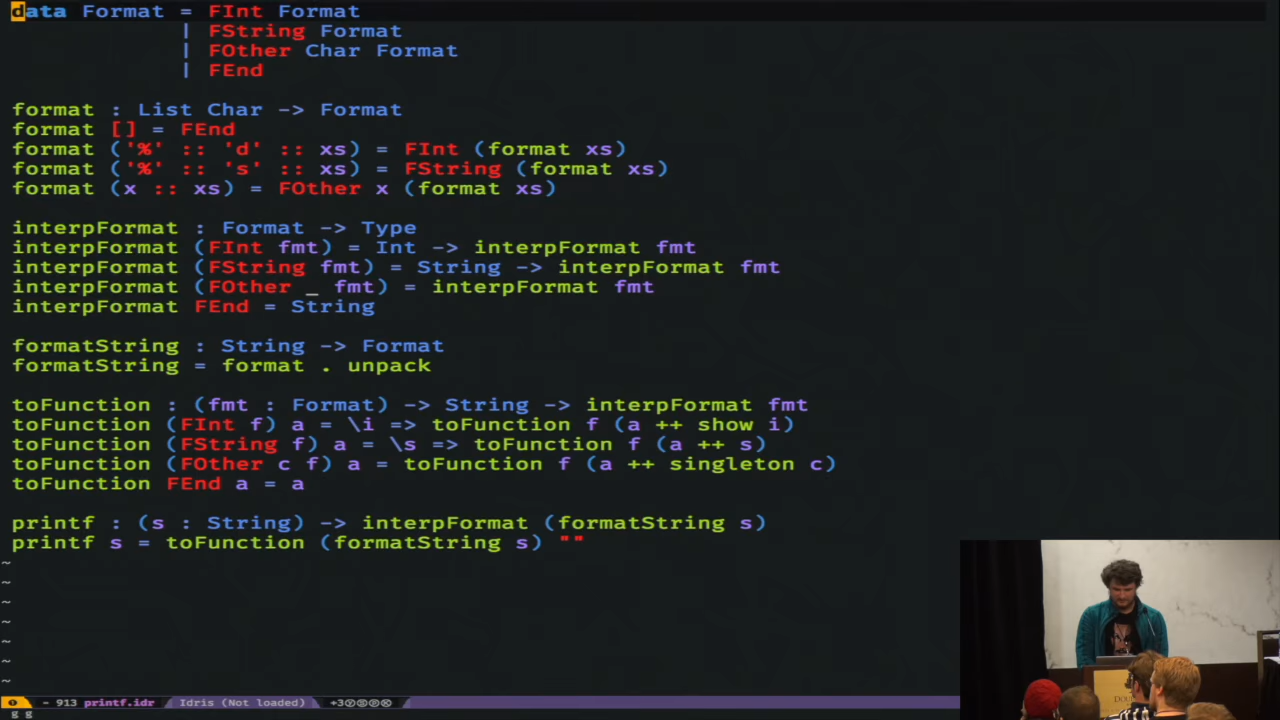 data Format = FInt Format
| FString Format
| FOther Char Format
| FEnd
format : List Char -> Format
format [] = FEnd
format ('%' :: 'd' :: xs) = FInt (format xs)
format ('%' :: 's' :: xs) = FString (format xs)
format (x :: xs) = FOther x (format xs)
interpFormat : Format -> Type
interpFormat (FInt fmt) = Int -> interpFormat fmt
interpFormat (FString fmt) = String -> interpFormat fmt
interpFormat (FOther _ fmt) = interpFormat fmt
interpFormat FEnd = String
formatString : String -> Format
formatString = format . unpack
toFunction : (fmt : Format) -> String -> interpFormat fmt
toFunction (FInt f) a = \i => toFunction f (a ++ show i)
toFunction (FString f) a = \s => toFunction f (a ++ s)
toFunction (FOther c f) a = toFunction f (a ++ singleton c)
toFunction FEnd a = a
printf : (s : String) -> interpFormat (formatString s)
printf s = toFunction (formatString s) ""
~
~
~
~
~
~
~
- 913 printf.idr Idris (Not loaded) +3
g g